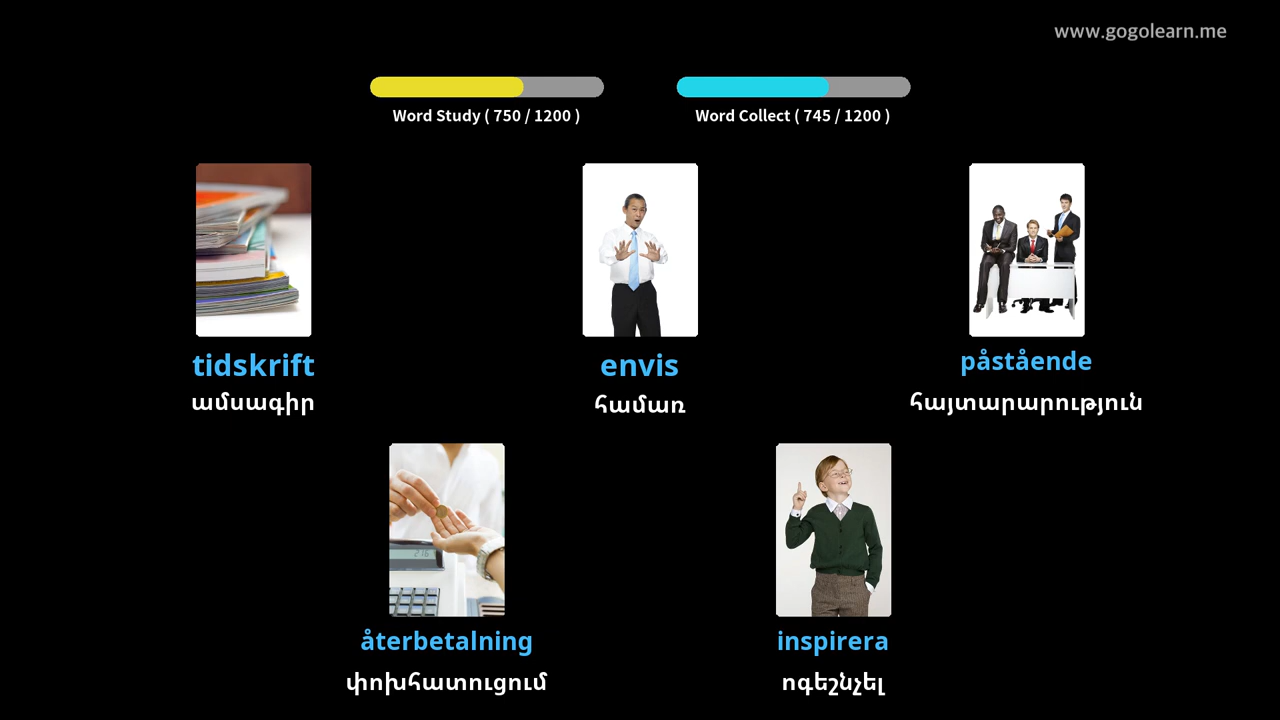 www.gogolearn.me
Word Study ( 750 / 1200 )
Word Collect ( 745 / 1200 )
tidskrift
ամսագիր
envis
համառ
påstående
հայտարարություն
återbetalning
փոխհատուցում
inspirera
ոգեշնչել